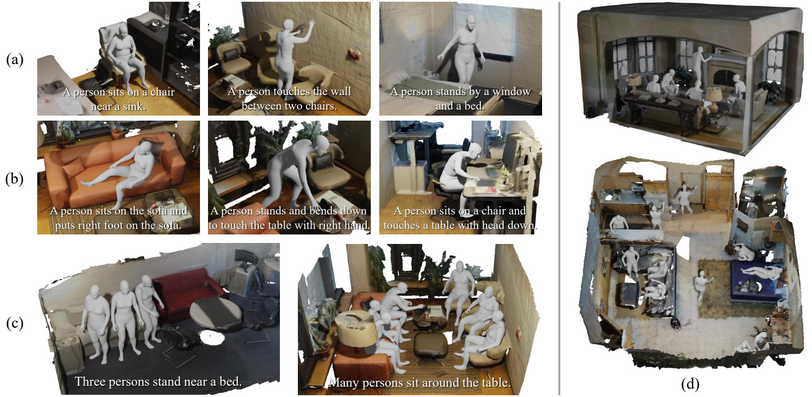 (a)
A person sits on a chair
near a sink.
A person touches the wall
between two chairs.
A person stands by a window
and a bed.
(b)
A person sits on the sofa and
puts right foot on the sofa.
A person stands and bends down
to touch the table with right hand.
A person sits on a chair and
touches a table with head down.
(c)
Three persons stand near a bed.
Many persons sit around the table.
(d)